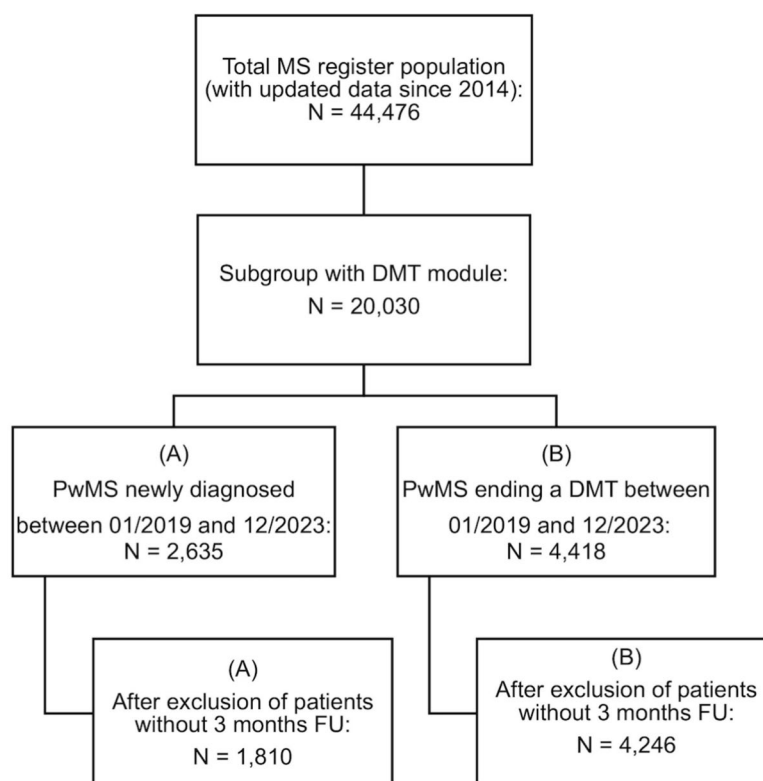 Total MS register population
(with updated data since 2014):
N = 44,476
Subgroup with DMT module:
N = 20,030
(A)
PwMS newly diagnosed
between 01/2019 and 12/2023:
N = 2,635
(B)
PwMS ending a DMT between
01/2019 and 12/2023:
N = 4,418
(A)
After exclusion of patients
without 3 months FU:
N = 1,810
(B)
After exclusion of patients
without 3 months FU:
N = 4,246